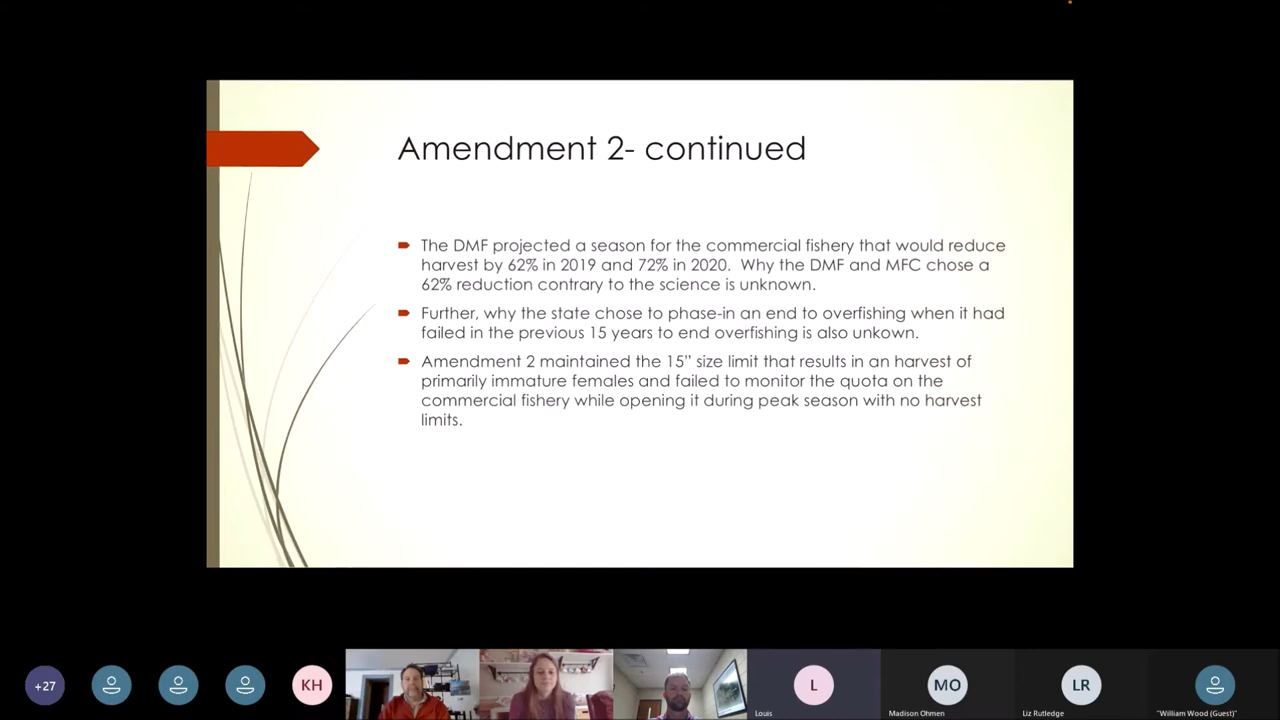 Amendment 2- continued
The DMF projected a season for the commercial fishery that would reduce
harvest by 62% in 2019 and 72% in 2020.  Why the DMF and MFC chose a
62% reduction contrary to the science is unknown.
Further, why the state chose to phase-in an end to overfishing when it had
failed in the previous 15 years to end overfishing is also unkown.
Amendment 2 maintained the 15” size limit that results in an harvest of
primarily immature females and failed to monitor the quota on the
commercial fishery while opening it during peak season with no harvest
limits.
+27
KH
L
MO
LR
Louis
Madison Ohmen
Liz Rutledge
"William Wood (Guest)"